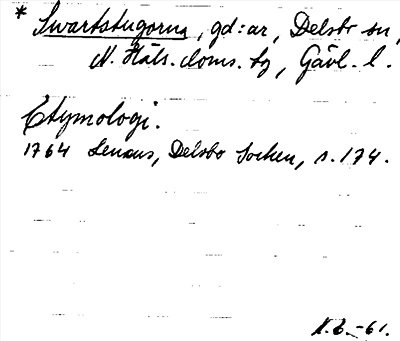 * Swartstugorna, gd:ar, Delsbo sn,
N. Häls. doms. tg, Gävl. l.
Etymologi.
1764 Lenæus, Delsbo Socken, s. 174.
N.B.-61.